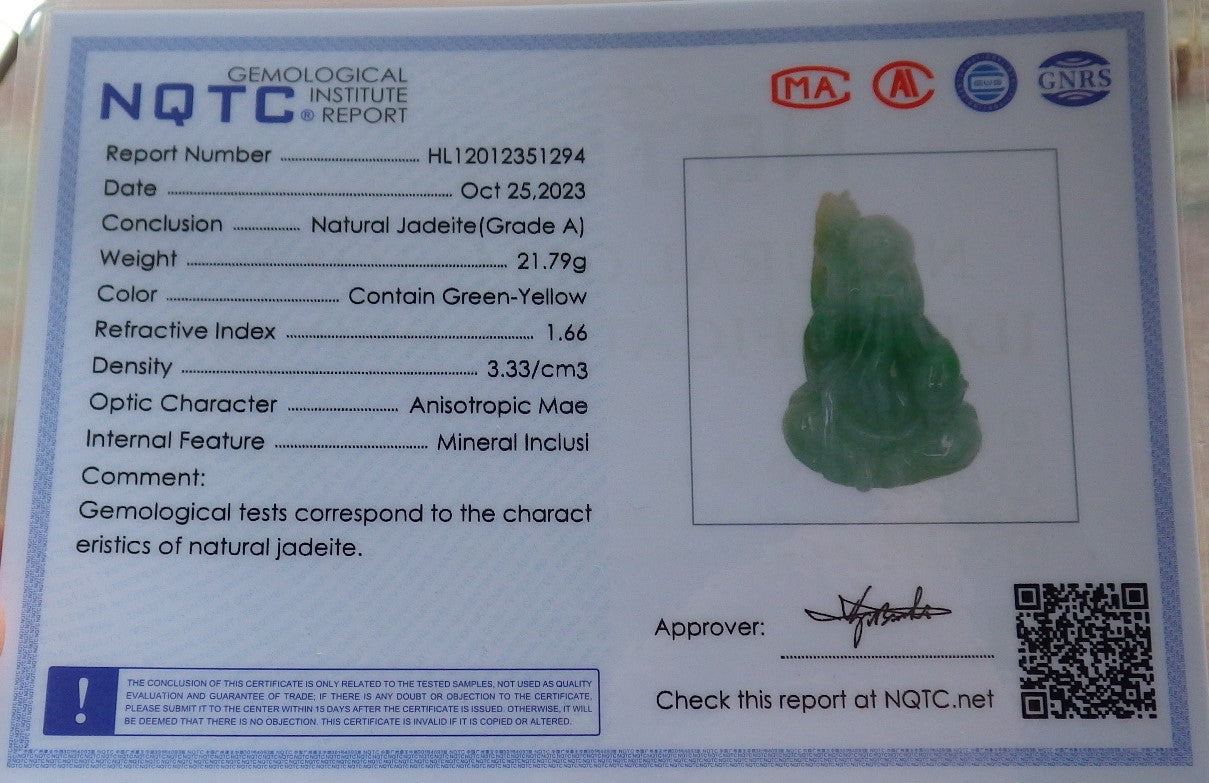 NQTC® GEMOLOGICAL INSTITUTE REPORT
MA
AL
GNRS
Report Number HL12012351294
Date Oct 25,2023
Conclusion Natural Jadeite(Grade A)
Weight 21.79g
Color Contain Green-Yellow
Refractive Index 1.66
Density 3.33/cm3
Optic Character Anisotropic Mae
Internal Feature Mineral Inclusi
Comment:
Gemological tests correspond to the charact
eristics of natural jadeite.
Approver:
Check this report at NQTC.net
! THE CONCLUSION OF THIS CERTIFICATE IS ONLY RELATED TO THE TESTED SAMPLES, NOT USED AS QUALITY
EVALUATION AND GUARANTEE OF TRADE; IF THERE IS ANY DOUBT OR OBJECTION TO THE CERTIFICATE,
PLEASE SUBMIT IT TO THE CENTER WITHIN 15 DAYS AFTER THE CERTIFICATE IS ISSUED. OTHERWISE, IT WILL
BE DEEMED THAT THERE IS NO OBJECTION. THIS CERTIFICATE IS INVALID IF IT IS COPIED OR ALTERED.